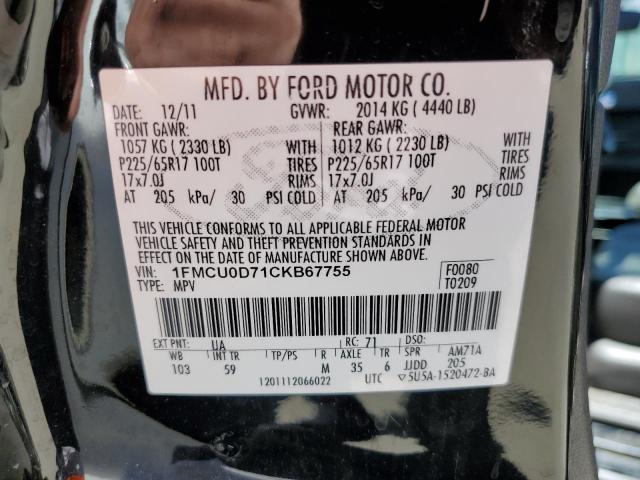 MFD. BY FORD MOTOR CO.
DATE: 12/11 GVWR: 2014 KG ( 4440 LB)
FRONT GAWR: REAR GAWR:
1057 KG ( 2330 LB) WITH 1012 KG ( 2230 LB) WITH
P225/65R17 100T TIRES P225/65R17 100T TIRES
17x7.0J RIMS 17x7.0J RIMS
AT 205 kPa/ 30 PSI COLD AT 205 kPa/ 30 PSI COLD
THIS VEHICLE CONFORMS TO ALL APPLICABLE FEDERAL MOTOR
VEHICLE SAFETY AND THEFT PREVENTION STANDARDS IN
EFFECT ON THE DATE OF MANUFACTURE SHOWN ABOVE.
VIN: 1FMCU0D71CKB67755 F0080
TYPE: MPV T0209
EXT PNT: UA RC: 71 DSO:
WB INT TR TP/PS R AXLE TR SPR AM71A
103 59 M 35 6 JJDD 205
1201112066022 UTC ▽5U5A-1520472-BA